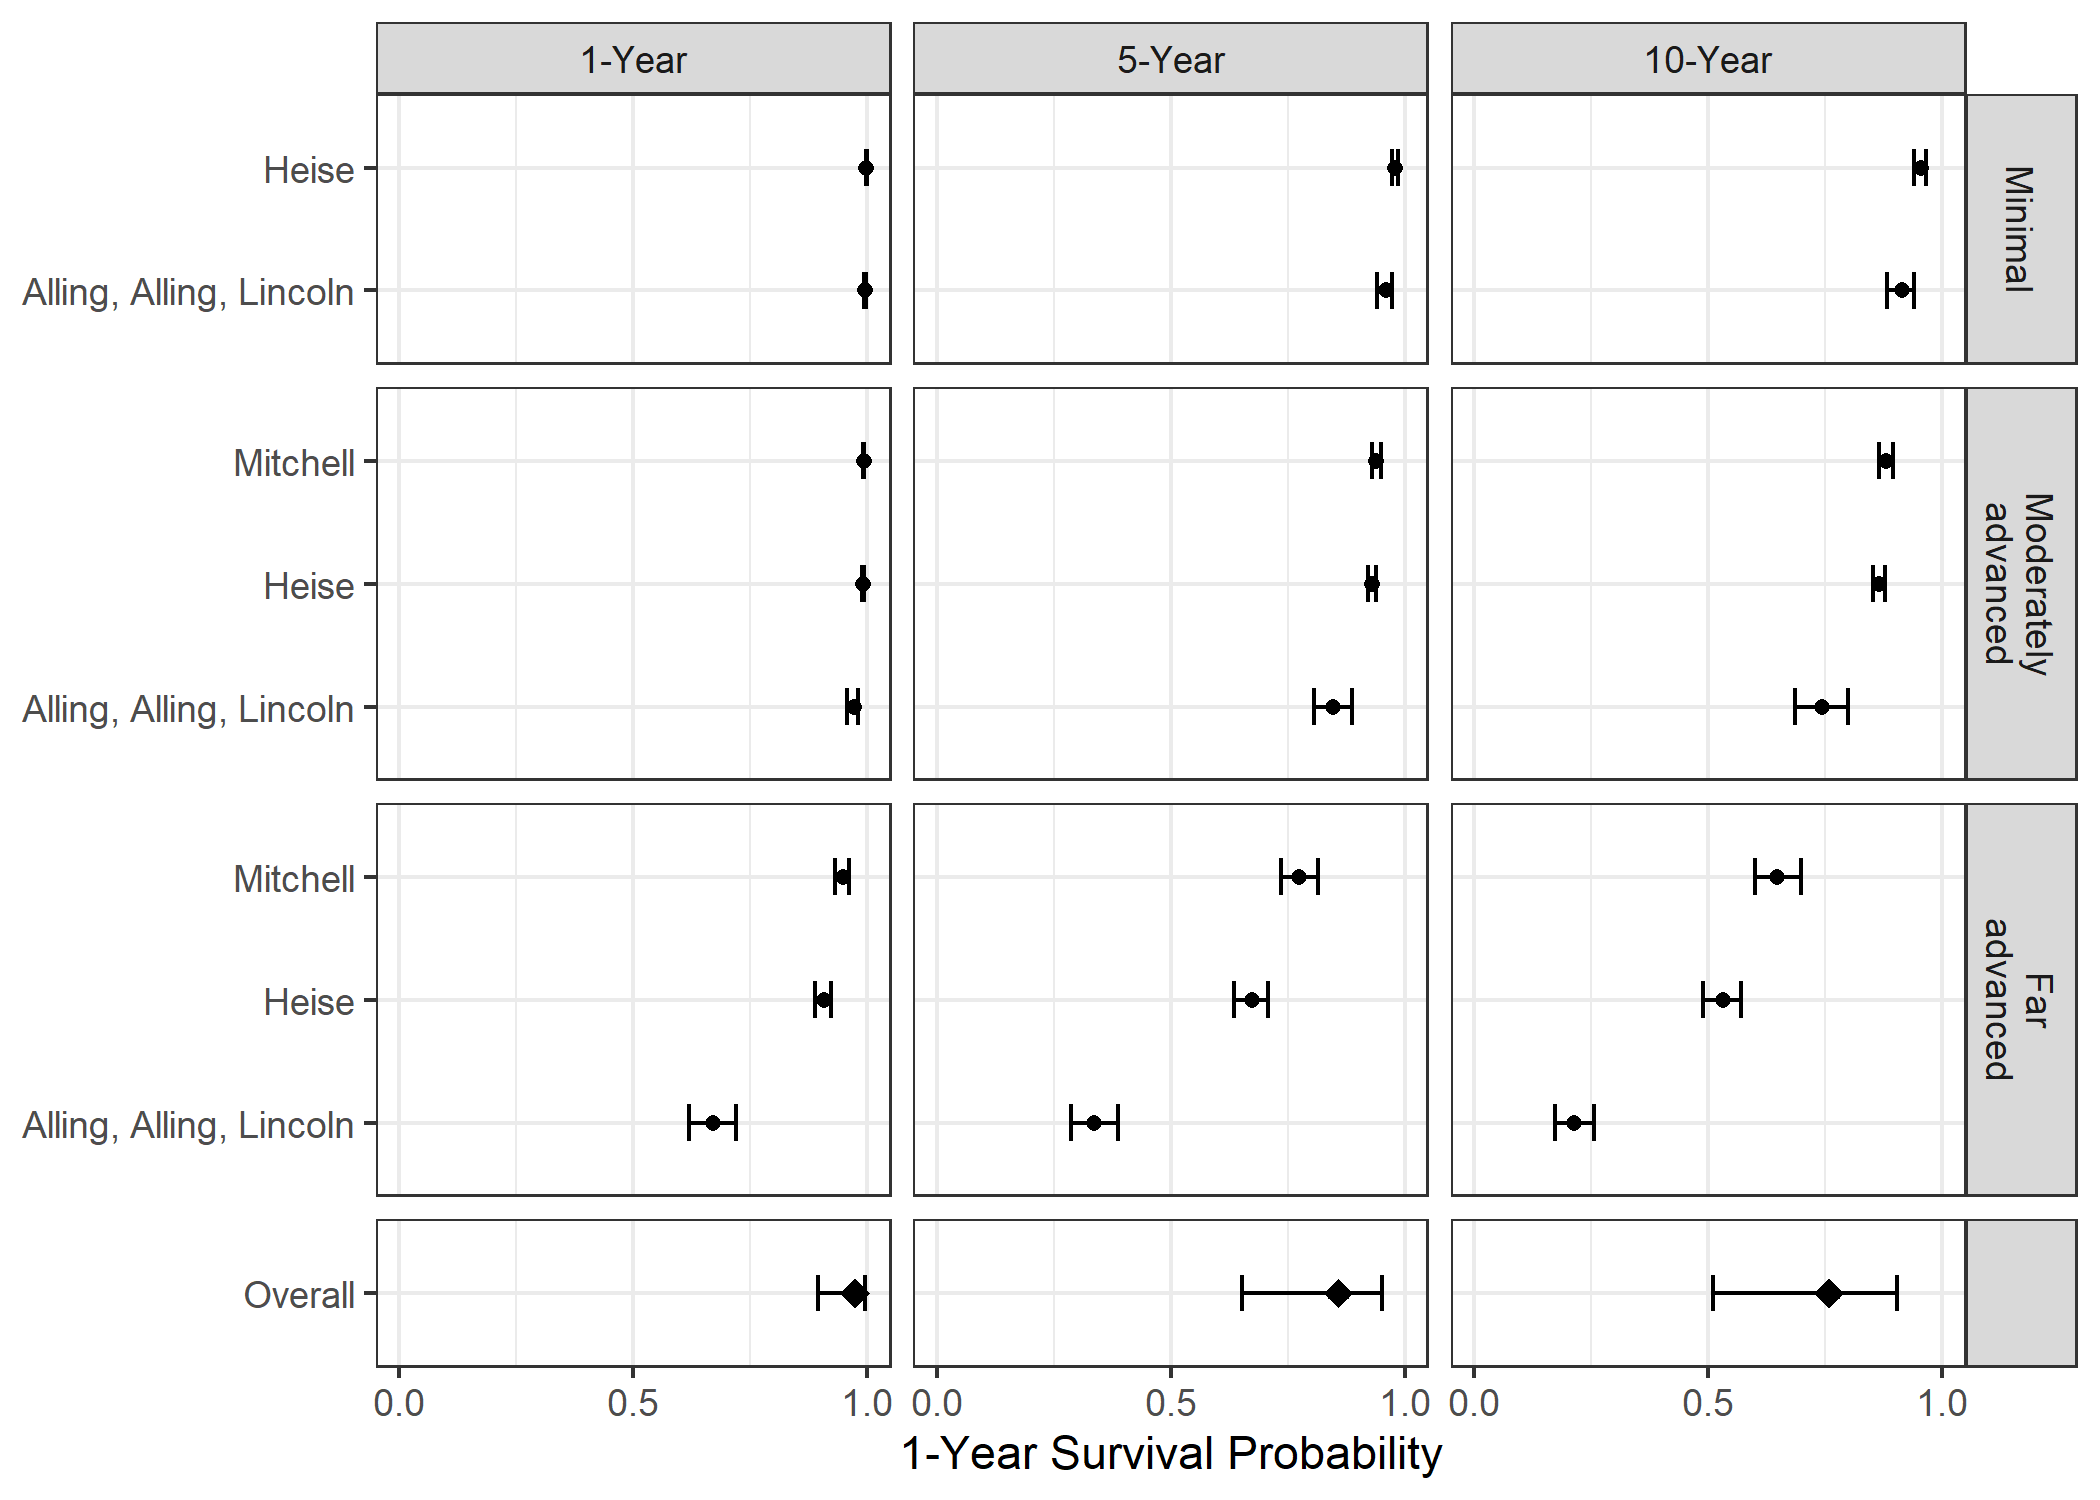 1-Year
5-Year
10-Year
Heise
Alling, Alling, Lincoln
Minimal
Mitchell
Heise
Alling, Alling, Lincoln
Moderately
advanced
Mitchell
Heise
Alling, Alling, Lincoln
Far
advanced
Overall
0.0 0.5 1.0 0.0 0.5 1.0 0.0 0.5 1.0
1-Year Survival Probability